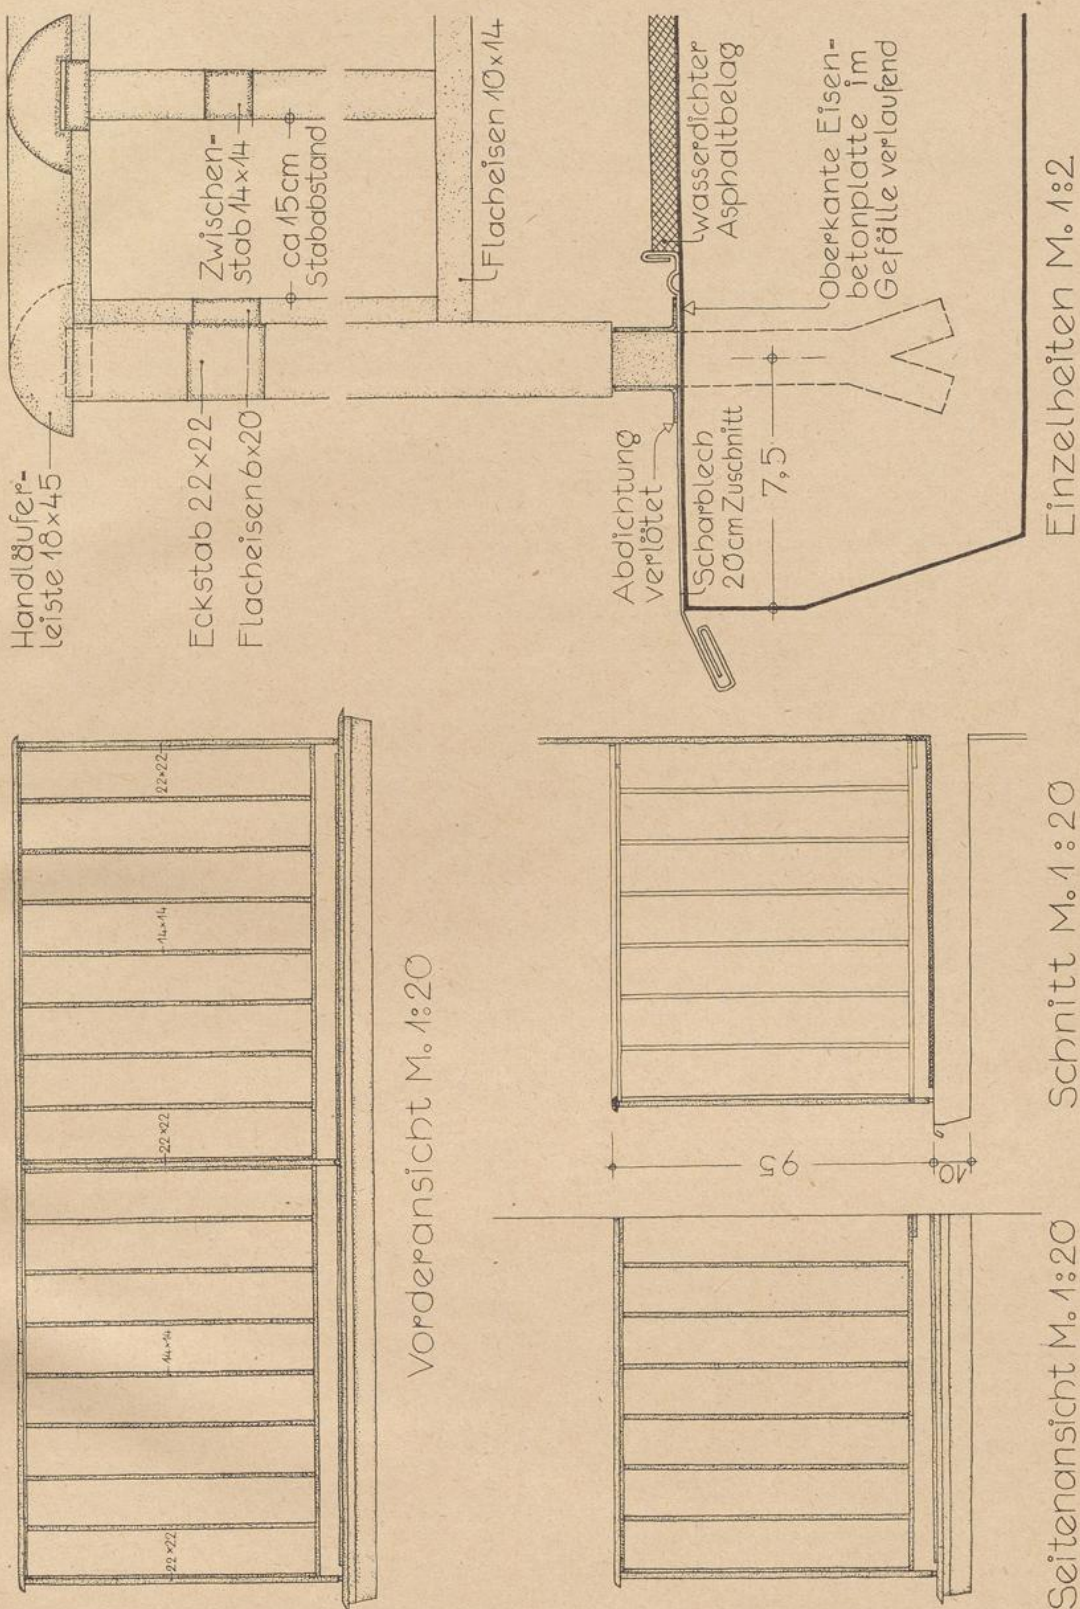 Handläufer-
leiste 18×45
Eckstab 22×22
Flacheisen 6×20
Zwischen-
stab 14×14
ca 15cm
Stababstand
Flacheisen 10×14
Abdichtung
verlötet
Scharblech
20cm Zuschnitt
7,5
wasserdichter
Asphaltbelag
Oberkante Eisen-
betonplatte im
Gefälle verlaufend
Einzelheiten M. 1:2
22×22
14×14
22×22
14×14
22×22
Vorderansicht M. 1:20
95
10
Seitenansicht M. 1:20
Schnitt M. 1:20